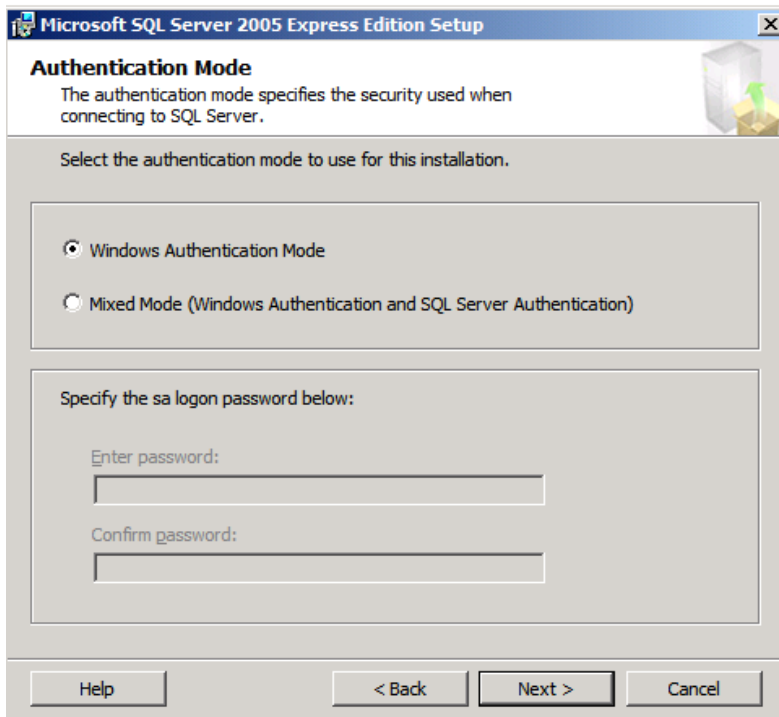 Microsoft SQL Server 2005 Express Edition Setup
Authentication Mode
The authentication mode specifies the security used when
connecting to SQL Server.
Select the authentication mode to use for this installation.
Windows Authentication Mode
Mixed Mode (Windows Authentication and SQL Server Authentication)
Specify the sa logon password below:
Enter password:
Confirm password:
Help
< Back
Next >
Cancel